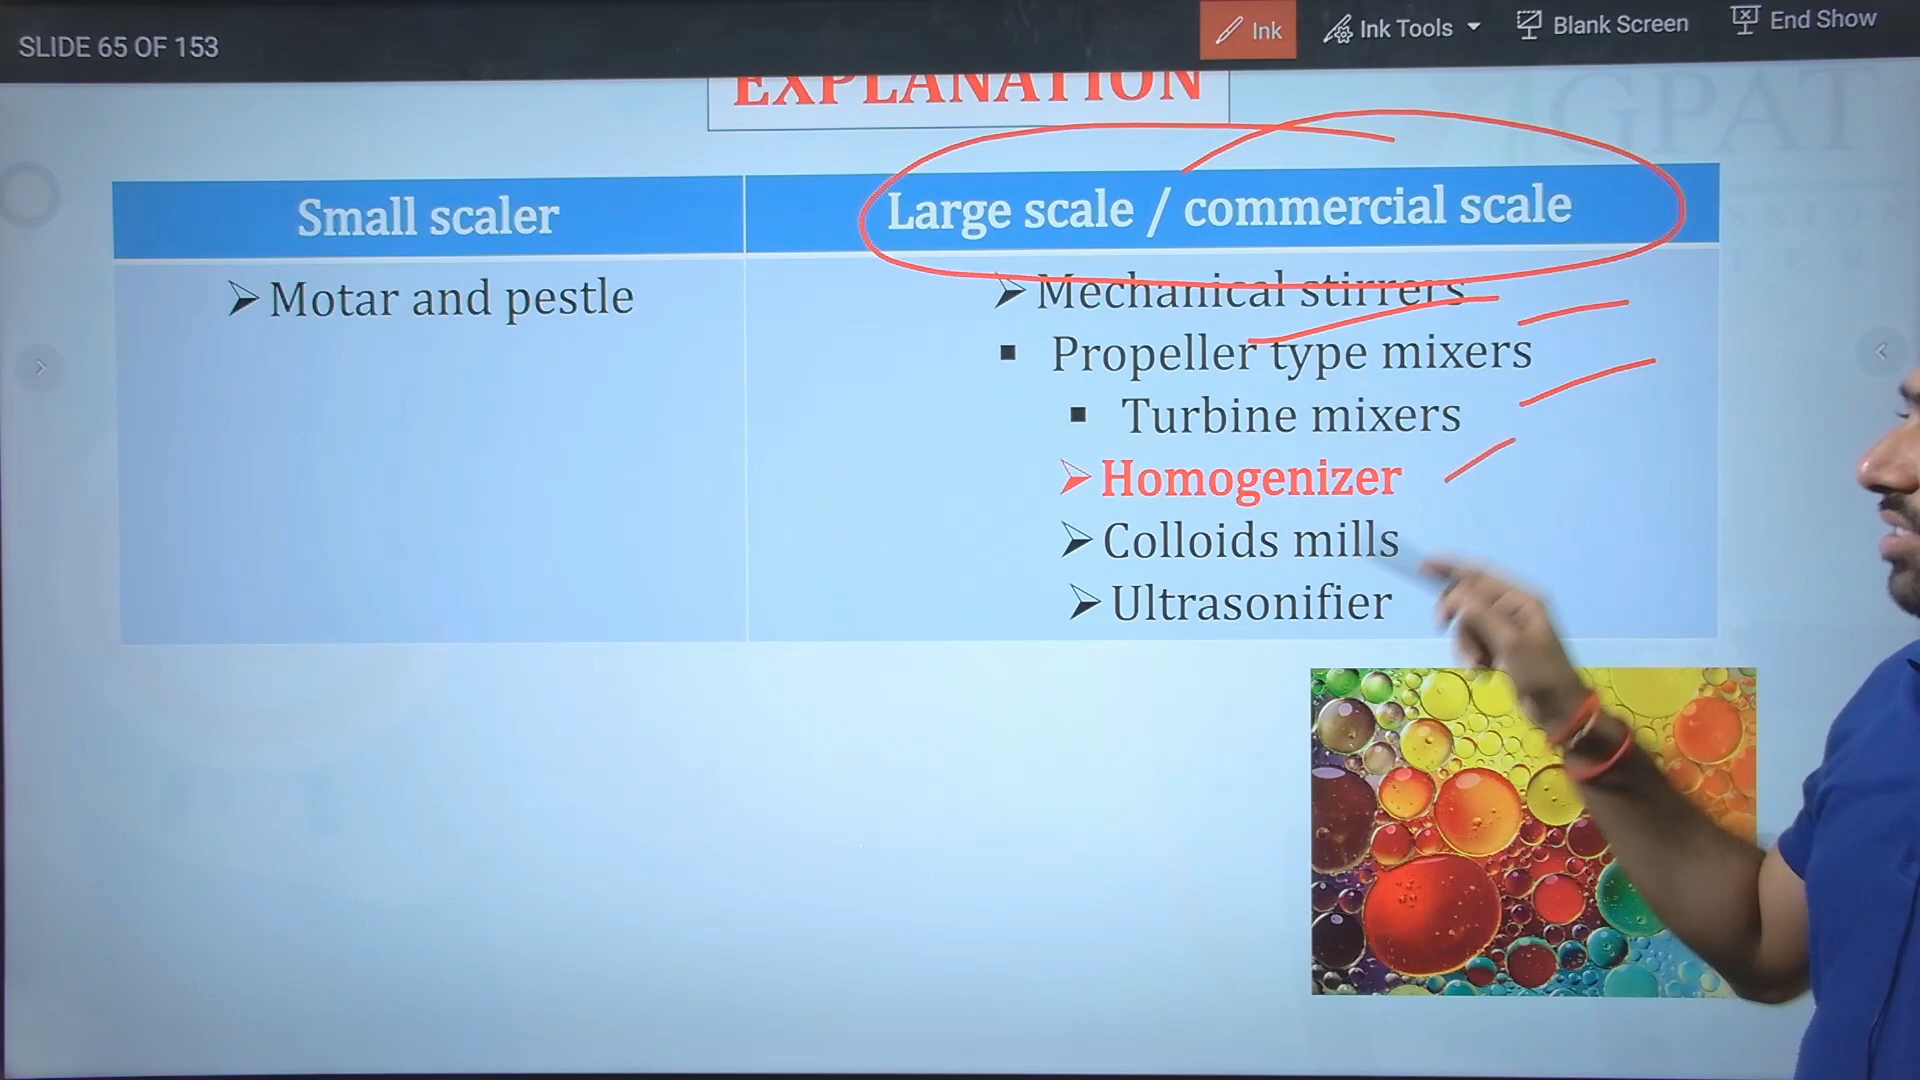 SLIDE 65 OF 153
Ink
Ink Tools
Blank Screen
End Show
EXPLANATION
GPAT
Small scaler
Large scale / commercial scale
➢Motar and pestle
➢Mechanical stirrers
▪ Propeller type mixers
▪ Turbine mixers
➢Homogenizer
➢Colloids mills
➢Ultrasonifier